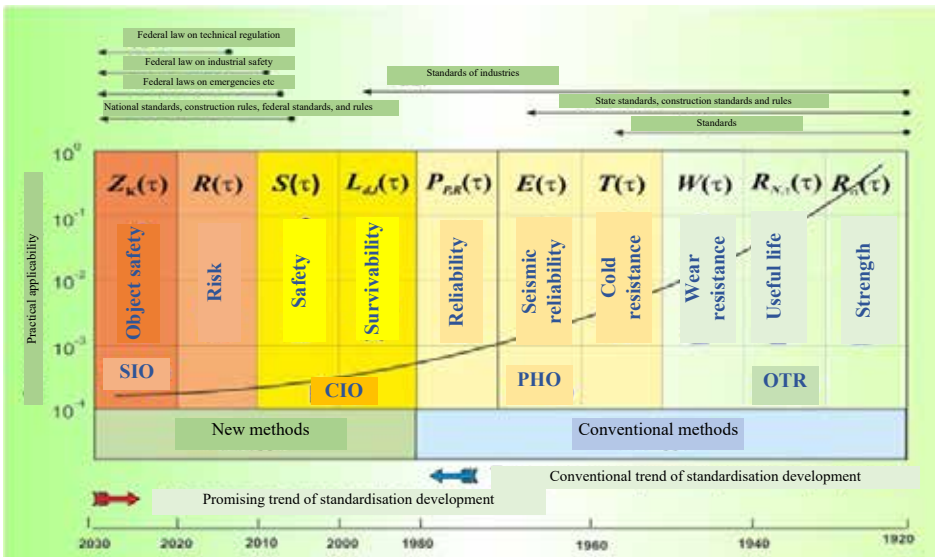 Federal law on technical regulation
Federal law on industrial safety
Federal laws on emergencies etc
National standards, construction rules, federal standards, and rules
Standards of industries
State standards, construction standards and rules
Standards
Practical applicability
10⁰
10⁻¹
10⁻²
10⁻³
10⁻⁴
Z_K(τ) R(τ) S(τ) L_dJ(τ) P_P,R(τ) E(τ) T(τ) W(τ) R_N,τ(τ) (τ)
Object safety
Risk
Safety
Survivability
Reliability
Seismic
reliability
Cold
resistance
Wear
resistance
Useful life
Strength
SIO
CIO
PHO
OTR
New methods
Conventional methods
Conventional trend of standardisation development
Promising trend of standardisation development
2030 2020 2010 2000 1980 1960 1940 1920